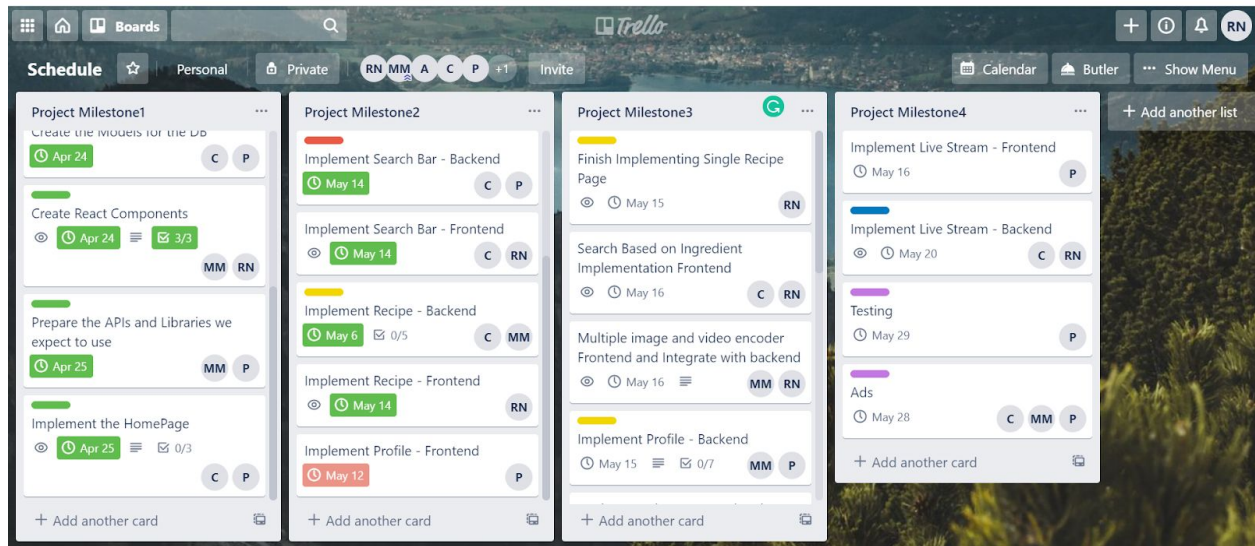 Boards
Trello
RN
Schedule
Personal
Private
RN MM A C P +1
Invite
Calendar
Butler
Show Menu
Project Milestone1
Create the Models for the DB
Apr 24
C P
Create React Components
Apr 24 3/3
MM RN
Prepare the APIs and Libraries we
expect to use
Apr 25
MM P
Implement the HomePage
Apr 25 0/3
C P
+ Add another card
Project Milestone2
Implement Search Bar - Backend
May 14
C P
Implement Search Bar - Frontend
May 14
C RN
Implement Recipe - Backend
May 6 0/5
C MM
Implement Recipe - Frontend
May 14
RN
Implement Profile - Frontend
May 12
P
+ Add another card
Project Milestone3
Finish Implementing Single Recipe
Page
May 15
RN
Search Based on Ingredient
Implementation Frontend
May 16
C RN
Multiple image and video encoder
Frontend and Integrate with backend
May 16
MM RN
Implement Profile - Backend
May 15 0/7
MM P
+ Add another card
Project Milestone4
Implement Live Stream - Frontend
May 16
P
Implement Live Stream - Backend
May 20
C RN
Testing
May 29
P
Ads
May 28
C MM P
+ Add another card
+ Add another list